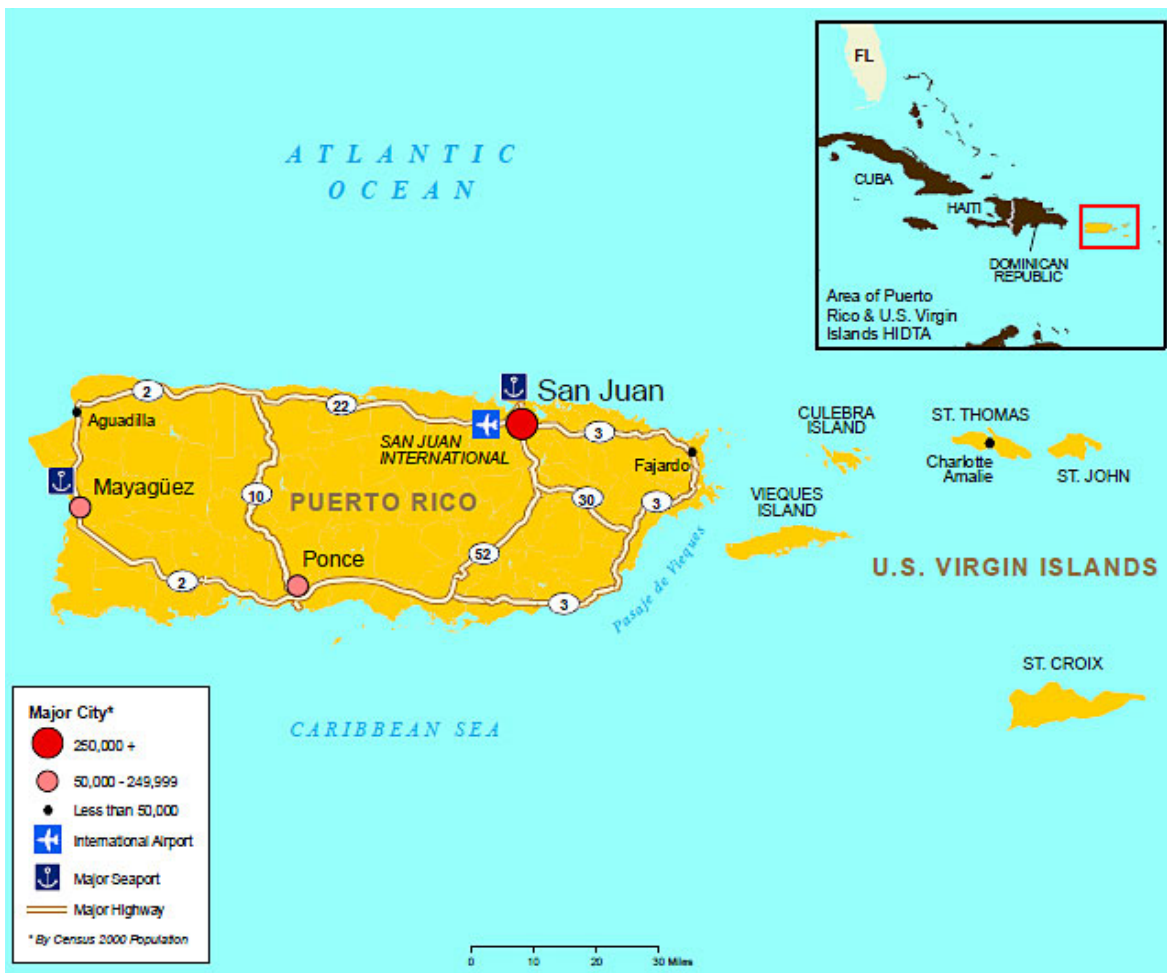 ATLANTIC
OCEAN
FL
CUBA
HAITI
DOMINICAN
REPUBLIC
Area of Puerto
Rico & U.S. Virgin
Islands HIDTA
2
22
San Juan
3
Aguadilla
SAN JUAN
INTERNATIONAL
Fajardo
CULEBRA
ISLAND
ST. THOMAS
Charlotte
Amalie
ST. JOHN
Mayagüez
10
PUERTO RICO
30
3
VIEQUES
ISLAND
Ponce
52
2
3
Pasaje de Vieques
U.S. VIRGIN ISLANDS
ST. CROIX
CARIBBEAN SEA
Major City*
250,000 +
50,000 - 249,999
Less than 50,000
International Airport
Major Seaport
Major Highway
* By Census 2000 Population
0 10 20 30 Miles